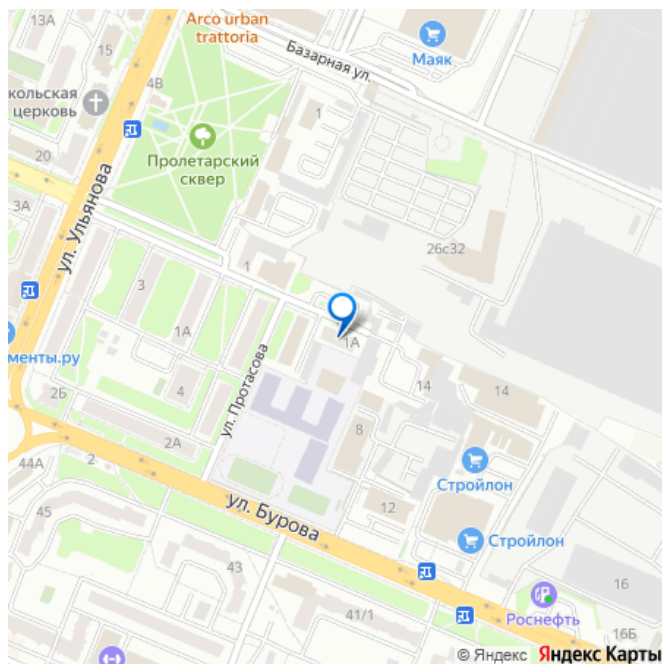 13А
Arco urban
trattoria
Маяк
Базарная ул.
15
4В
кольская
церковь
1
Пролетарский
сквер
20
3А
ул. Ульянова
26с32
1
3
1А
1А
менты.ру
ул. Протасова
2Б
4
14
14
8
2А
44А
2
Стройлон
ул. Бурова
12
45
Стройлон
43
16
41/1
Роснефть
16Б
© Яндекс Яндекс Карты